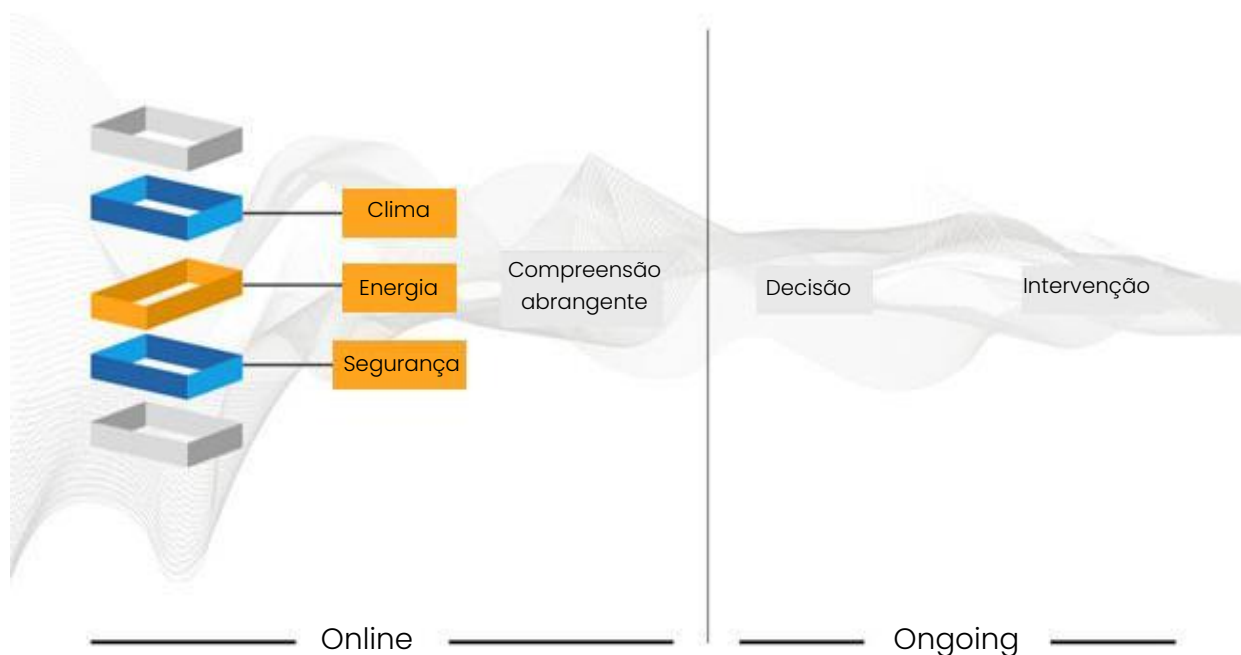 Clima
Energia
Segurança
Compreensão
abrangente
Decisão
Intervenção
Online
Ongoing